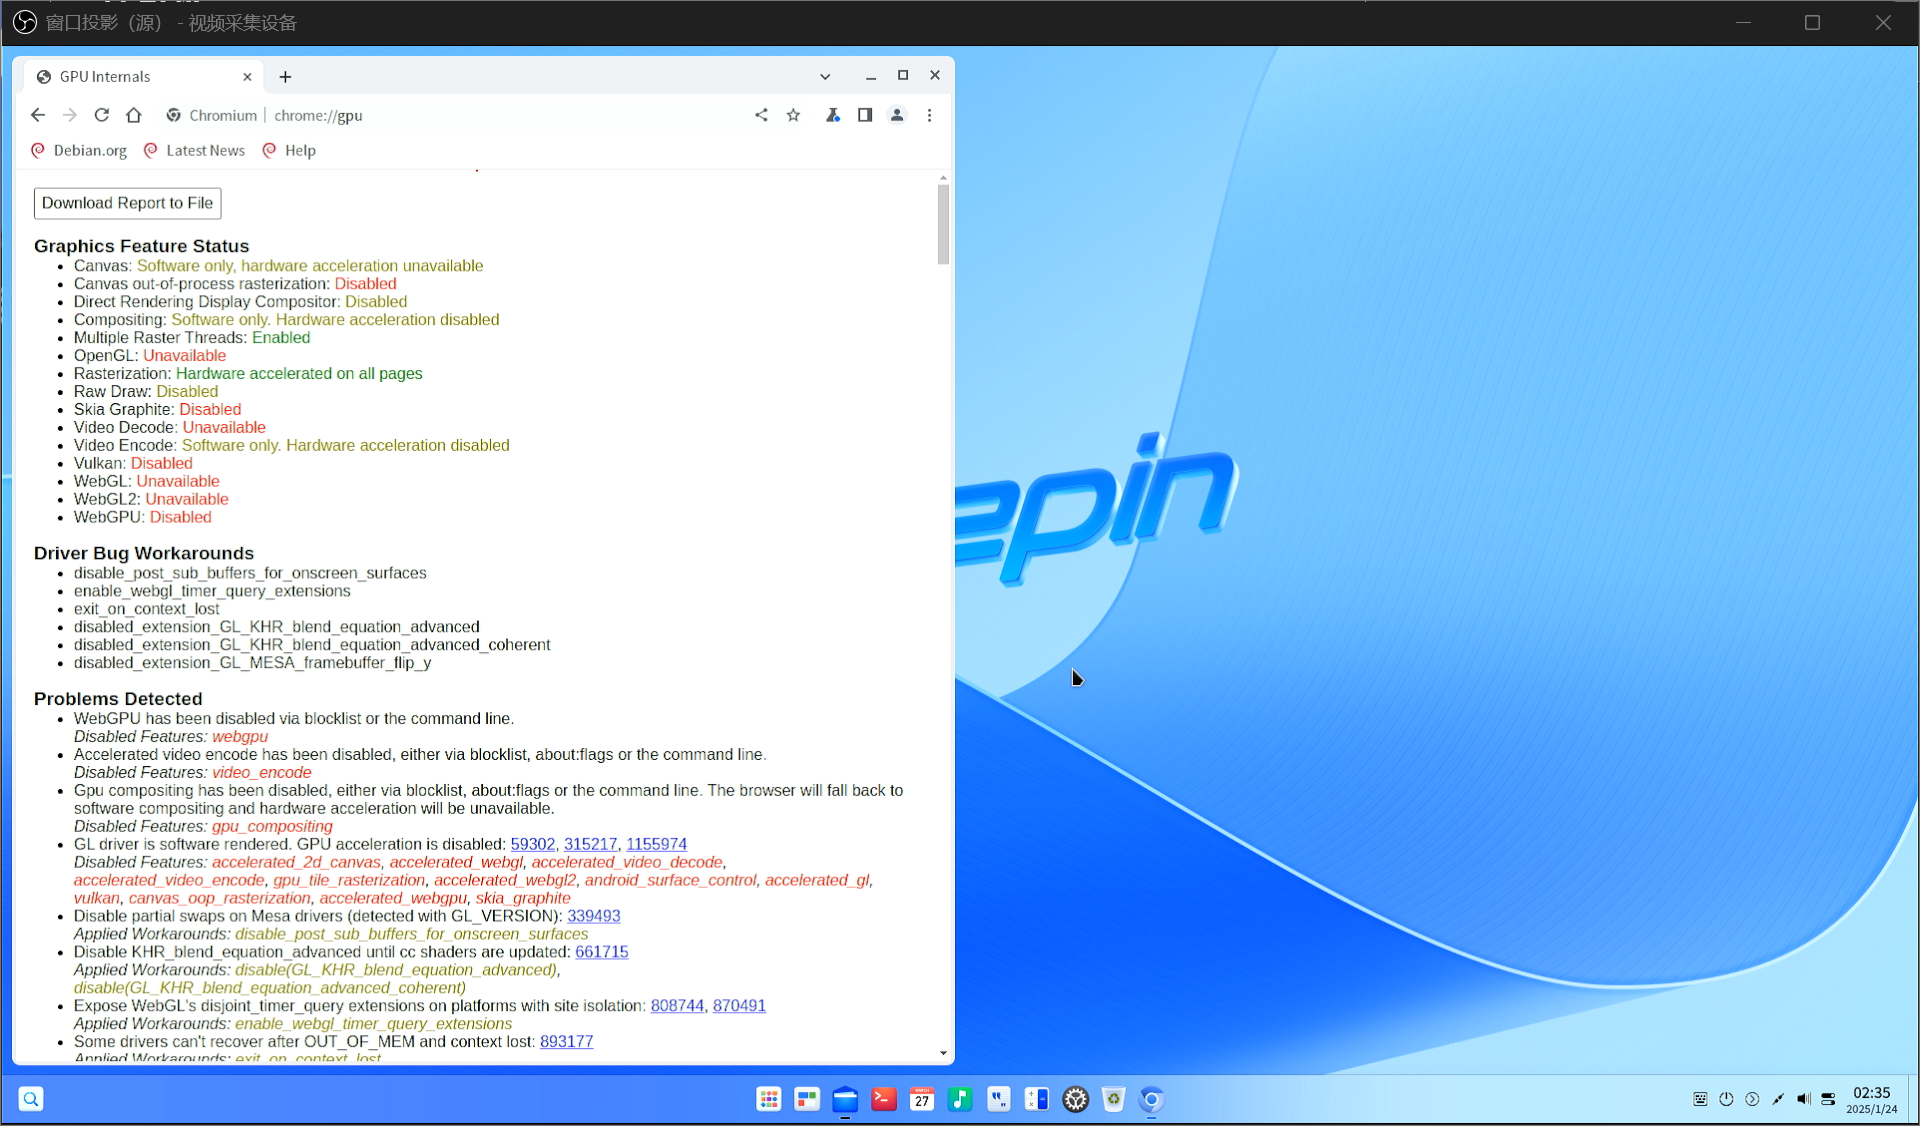 窗口投影（源） - 视频采集设备
GPU Internals
Chromium | chrome://gpu
Debian.org Latest News Help
Download Report to File
Graphics Feature Status
Canvas: Software only, hardware acceleration unavailable
Canvas out-of-process rasterization: Disabled
Direct Rendering Display Compositor: Disabled
Compositing: Software only. Hardware acceleration disabled
Multiple Raster Threads: Enabled
OpenGL: Unavailable
Rasterization: Hardware accelerated on all pages
Raw Draw: Disabled
Skia Graphite: Disabled
Video Decode: Unavailable
Video Encode: Software only. Hardware acceleration disabled
Vulkan: Disabled
WebGL: Unavailable
WebGL2: Unavailable
WebGPU: Disabled
Driver Bug Workarounds
disable_post_sub_buffers_for_onscreen_surfaces
enable_webgl_timer_query_extensions
exit_on_context_lost
disabled_extension_GL_KHR_blend_equation_advanced
disabled_extension_GL_KHR_blend_equation_advanced_coherent
disabled_extension_GL_MESA_framebuffer_flip_y
Problems Detected
WebGPU has been disabled via blocklist or the command line.
Disabled Features: webgpu
Accelerated video encode has been disabled, either via blocklist, about:flags or the command line.
Disabled Features: video_encode
Gpu compositing has been disabled, either via blocklist, about:flags or the command line. The browser will fall back to
software compositing and hardware acceleration will be unavailable.
Disabled Features: gpu_compositing
GL driver is software rendered. GPU acceleration is disabled: 59302, 315217, 1155974
Disabled Features: accelerated_2d_canvas, accelerated_webgl, accelerated_video_decode,
accelerated_video_encode, gpu_tile_rasterization, accelerated_webgl2, android_surface_control, accelerated_gl,
vulkan, canvas_oop_rasterization, accelerated_webgpu, skia_graphite
Disable partial swaps on Mesa drivers (detected with GL_VERSION): 339493
Applied Workarounds: disable_post_sub_buffers_for_onscreen_surfaces
Disable KHR_blend_equation_advanced until cc shaders are updated: 661715
Applied Workarounds: disable(GL_KHR_blend_equation_advanced),
disable(GL_KHR_blend_equation_advanced_coherent)
Expose WebGL's disjoint_timer_query extensions on platforms with site isolation: 808744, 870491
Applied Workarounds: enable_webgl_timer_query_extensions
Some drivers can't recover after OUT_OF_MEM and context lost: 893177
Applied Workarounds: exit_on_context_lost
epin
27
02:35
2025/1/24